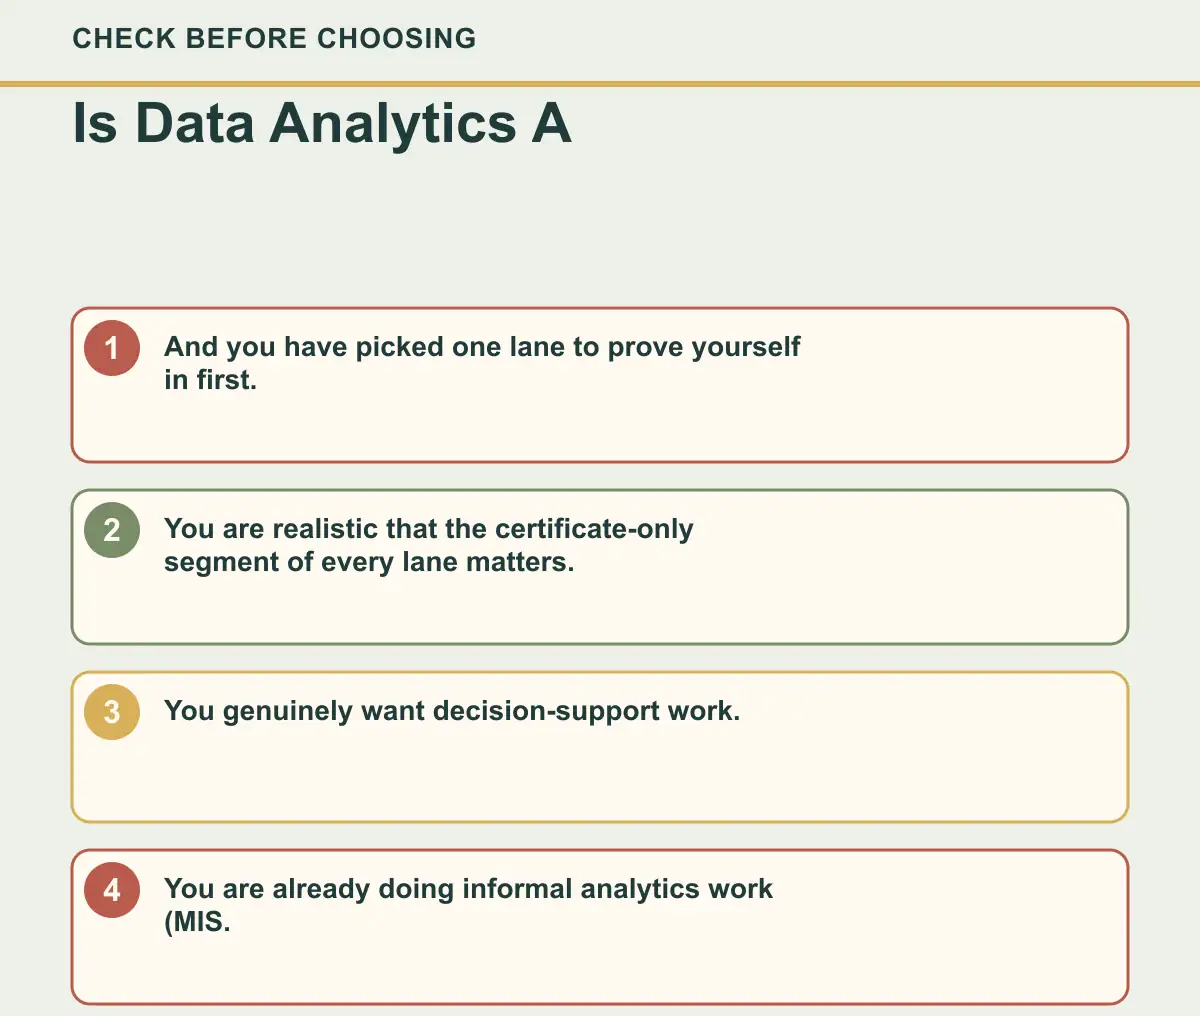 CHECK BEFORE CHOOSING
Is Data Analytics A
1
And you have picked one lane to prove yourself
in first.
2
You are realistic that the certificate-only
segment of every lane matters.
3
You genuinely want decision-support work.
4
You are already doing informal analytics work
(MIS.